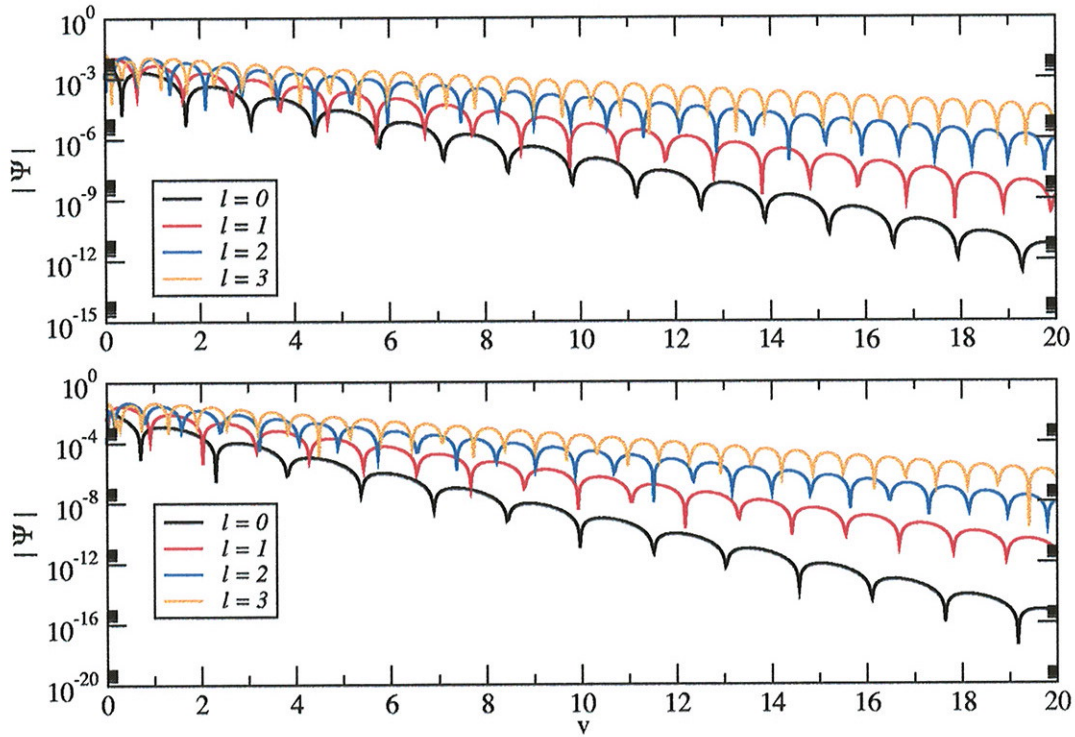 10^0
10^-3
10^-6
10^-9
10^-12
10^-15
|Ψ|
l = 0
l = 1
l = 2
l = 3
0 2 4 6 8 10 12 14 16 18 20
10^0
10^-4
10^-8
10^-12
10^-16
10^-20
|Ψ|
l = 0
l = 1
l = 2
l = 3
0 2 4 6 8 10 12 14 16 18 20
v